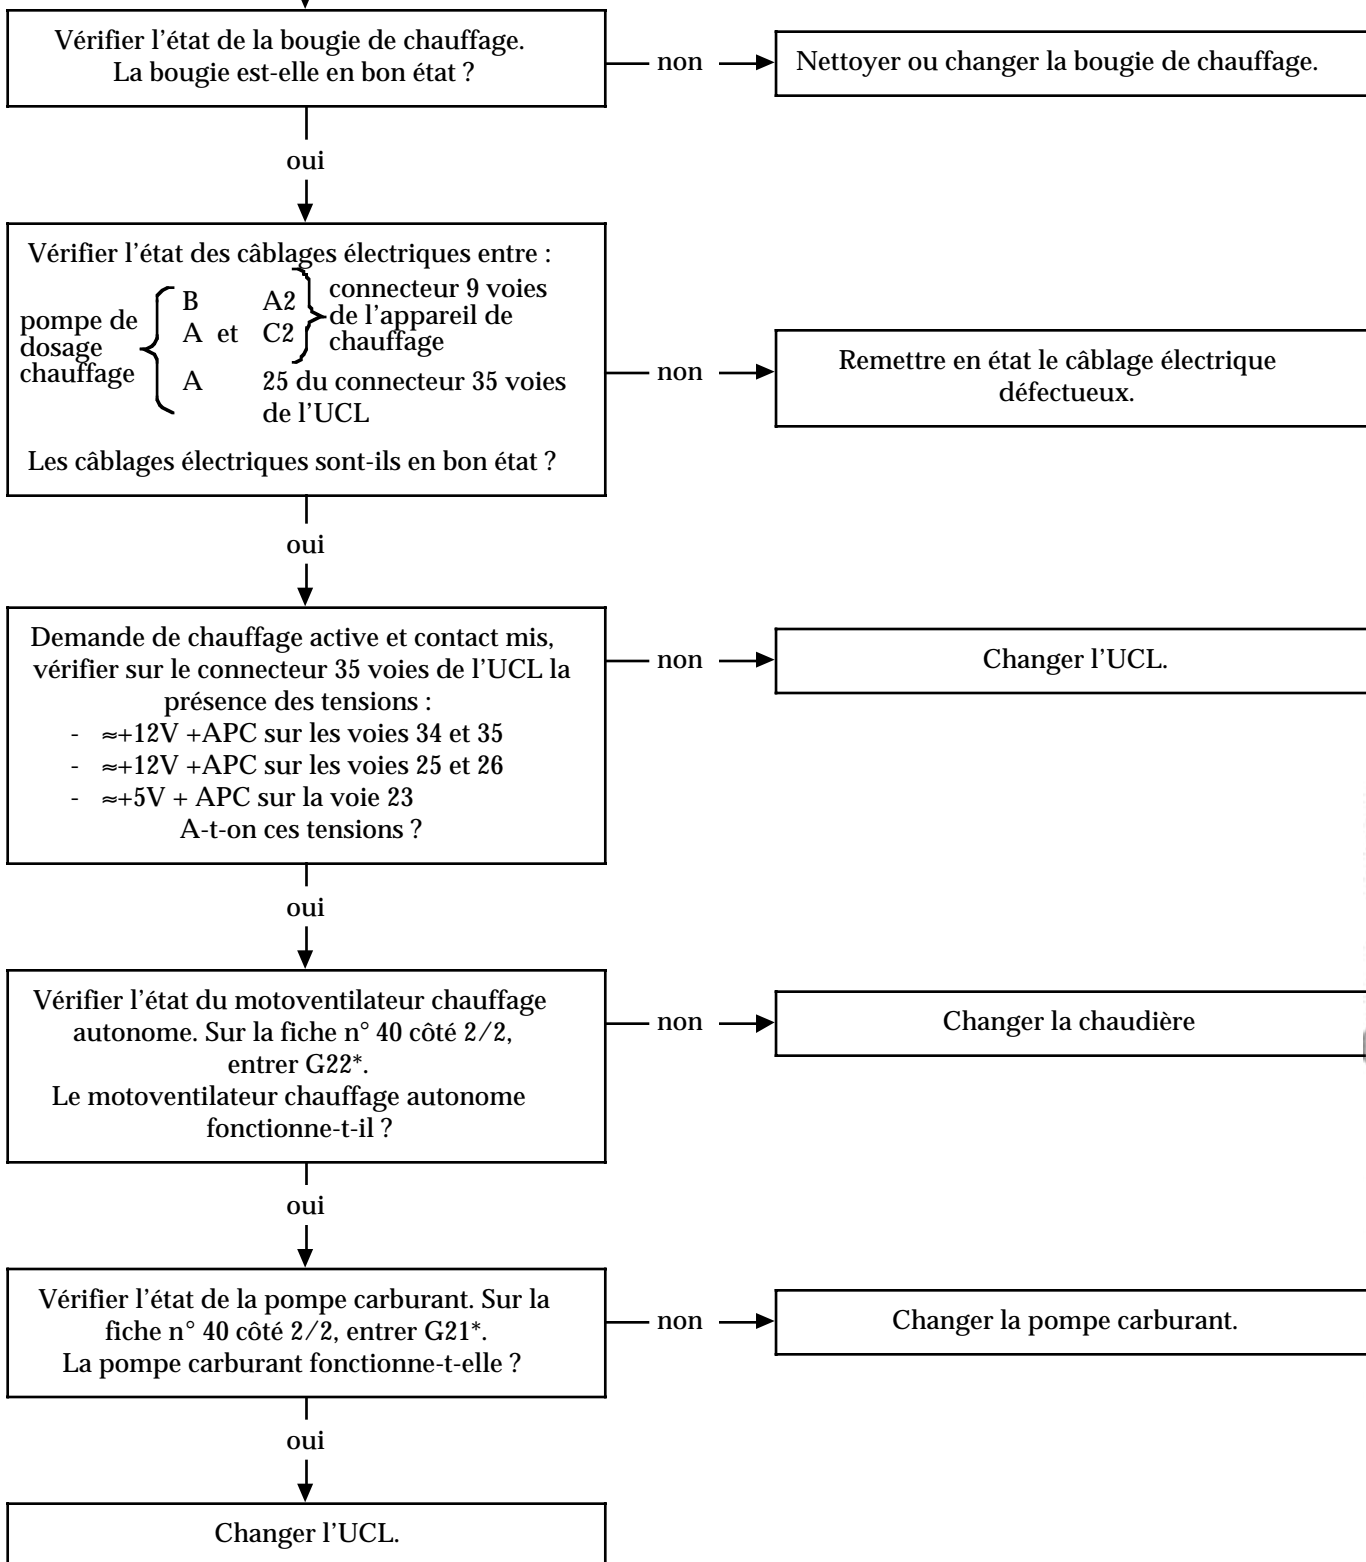 Vérifier l'état de la bougie de chauffage.
La bougie est-elle en bon état ?
non
Nettoyer ou changer la bougie de chauffage.
oui
Vérifier l'état des câblages électriques entre :
pompe de
dosage
chauffage
B A2
A et C2
connecteur 9 voies
de l'appareil de
chauffage
A 25 du connecteur 35 voies
de l'UCL
Les câblages électriques sont-ils en bon état ?
non
Remettre en état le câblage électrique
défectueux.
oui
Demande de chauffage active et contact mis,
vérifier sur le connecteur 35 voies de l'UCL la
présence des tensions :
- ≈+12V +APC sur les voies 34 et 35
- ≈+12V +APC sur les voies 25 et 26
- ≈+5V + APC sur la voie 23
A-t-on ces tensions ?
non
Changer l'UCL.
oui
Vérifier l'état du motoventilateur chauffage
autonome. Sur la fiche n° 40 côté 2/2,
entrer G22*.
Le motoventilateur chauffage autonome
fonctionne-t-il ?
non
Changer la chaudière
oui
Vérifier l'état de la pompe carburant. Sur la
fiche n° 40 côté 2/2, entrer G21*.
La pompe carburant fonctionne-t-elle ?
non
Changer la pompe carburant.
oui
Changer l'UCL.